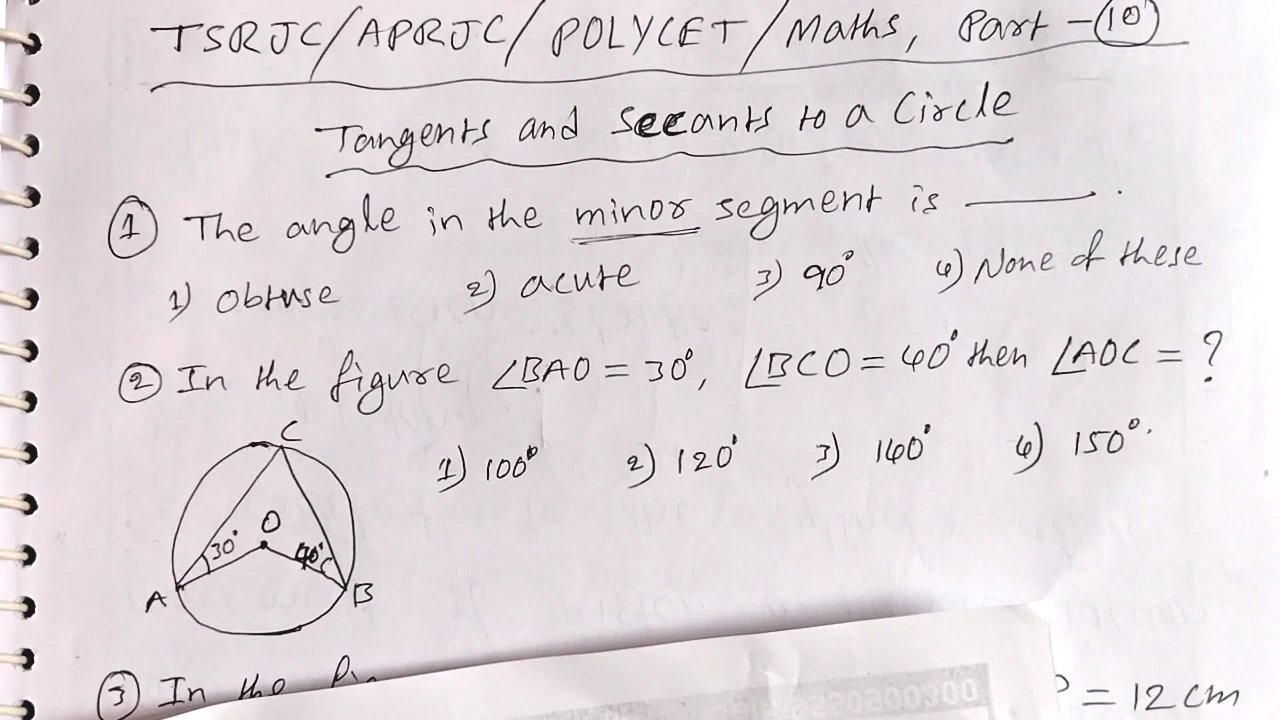 TSRJC/APRJC/POLYCET/Maths, Part-(10)
Tangents and Secants to a Circle
(1) The angle in the minor segment is ———.
1) Obtuse 2) acute 3) 90° 4) None of these
(2) In the figure ∠BAO = 30°, ∠BCO = 40° then ∠AOC = ?
1) 100° 2) 120° 3) 140° 4) 150°.
C
O
30° 40°
A B
(3) In the
= 12 cm